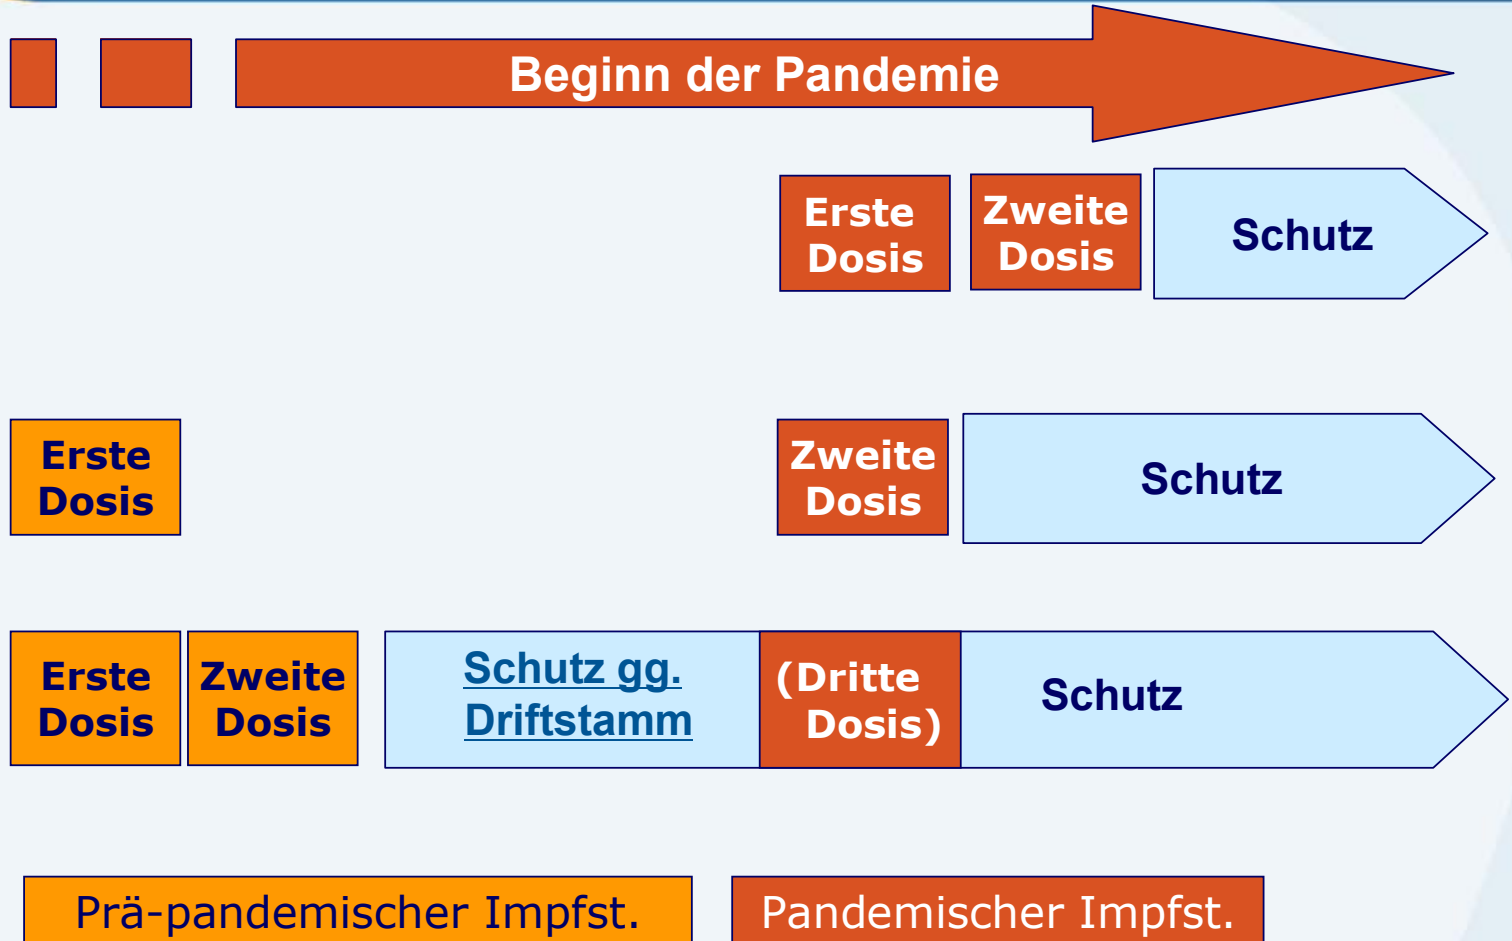 Beginn der Pandemie
Erste
Dosis
Zweite
Dosis
Schutz
Erste
Dosis
Zweite
Dosis
Schutz
Erste
Dosis
Zweite
Dosis
Schutz gg.
Driftstamm
(Dritte
Dosis)
Schutz
Prä-pandemischer Impfst.
Pandemischer Impfst.